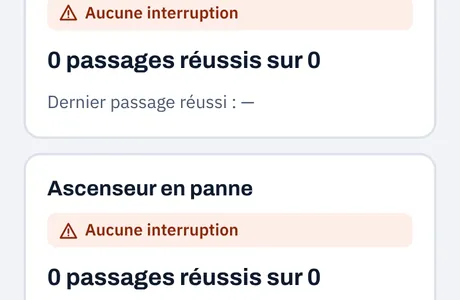 Aucune interruption
0 passages réussis sur 0
Dernier passage réussi : —
Ascenseur en panne
Aucune interruption
0 passages réussis sur 0